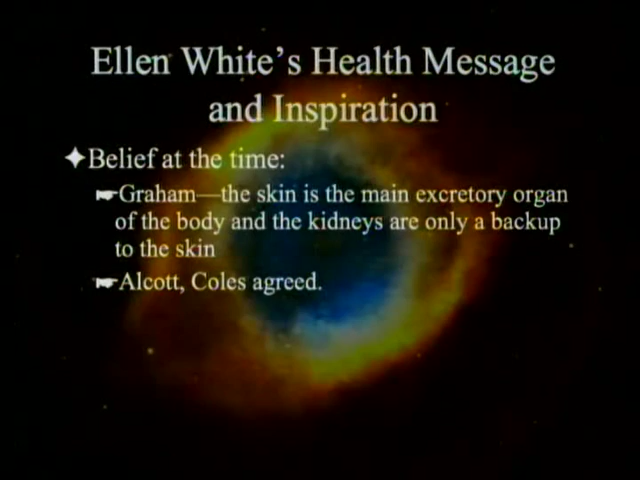 Ellen White's Health Message
and Inspiration
Belief at the time:
Graham—the skin is the main excretory organ
of the body and the kidneys are only a backup
to the skin
Alcott, Coles agreed.